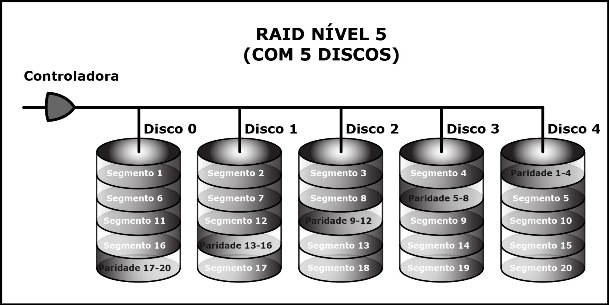 RAID NÍVEL 5
(COM 5 DISCOS)
Controladora
Disco 0 Disco 1 Disco 2 Disco 3 Disco 4
Segmento 1 Segmento 2 Segmento 3 Segmento 4 Paridade 1-4
Segmento 6 Segmento 7 Segmento 8 Paridade 5-8 Segmento 5
Segmento 11 Segmento 12 Paridade 9-12 Segmento 9 Segmento 10
Segmento 16 Paridade 13-16 Segmento 13 Segmento 14 Segmento 15
Paridade 17-20 Segmento 17 Segmento 18 Segmento 19 Segmento 20